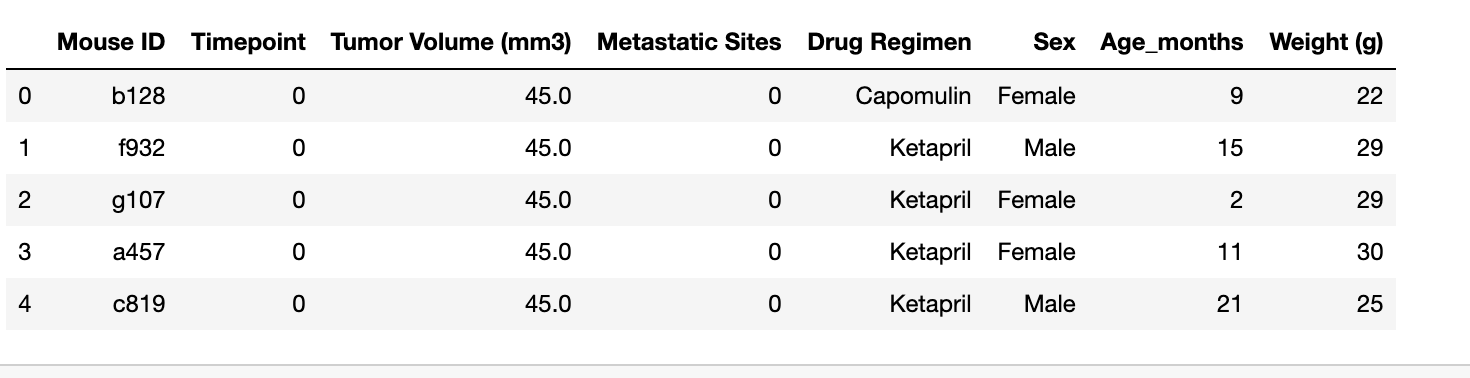 Mouse ID Timepoint Tumor Volume (mm3) Metastatic Sites Drug Regimen Sex Age_months Weight (g)
0 b128 0 45.0 0 Capomulin Female 9 22
1 f932 0 45.0 0 Ketapril Male 15 29
2 g107 0 45.0 0 Ketapril Female 2 29
3 a457 0 45.0 0 Ketapril Female 11 30
4 c819 0 45.0 0 Ketapril Male 21 25